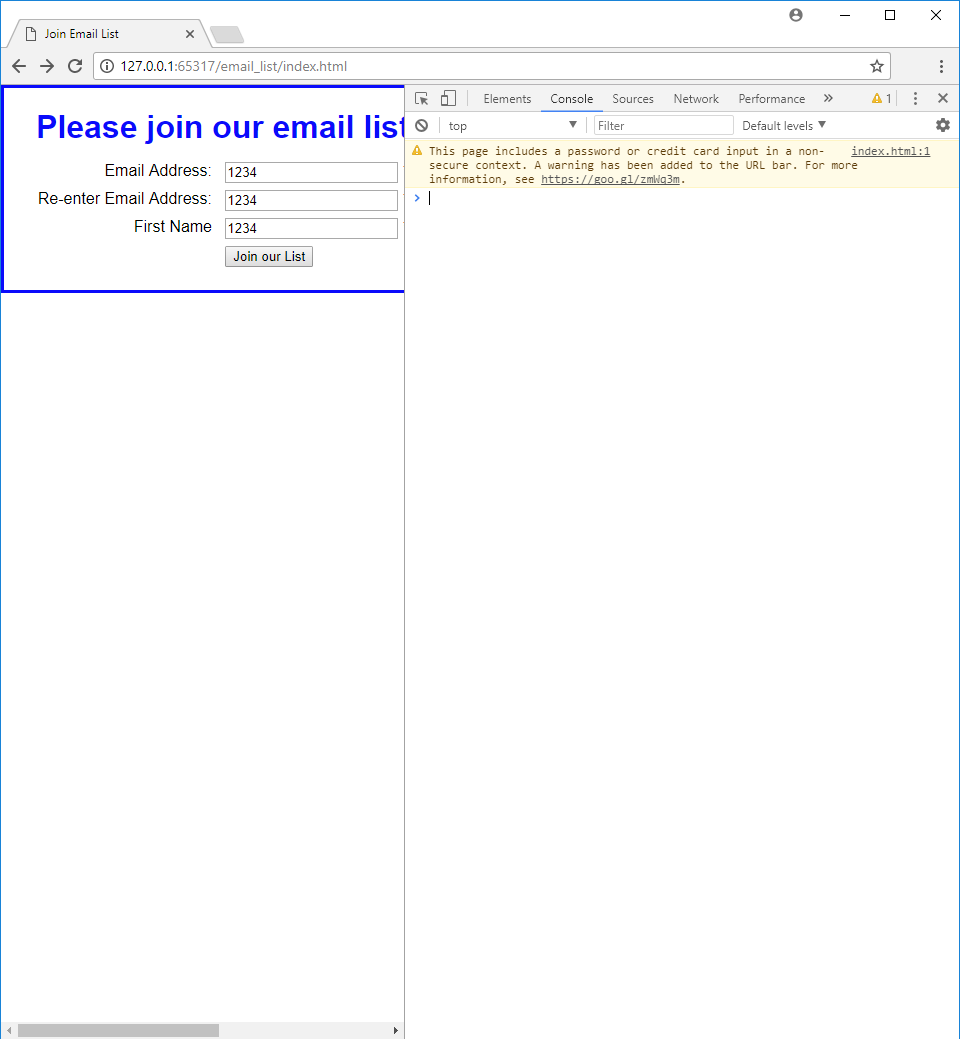 Join Email List
127.0.0.1:65317/email_list/index.html
Please join our email list
Email Address: 1234
Re-enter Email Address: 1234
First Name 1234
Join our List
Elements Console Sources Network Performance » 1
top Filter Default levels
This page includes a password or credit card input in a non- index.html:1
secure context. A warning has been added to the URL bar. For more
information, see https://goo.gl/zmWq3m.